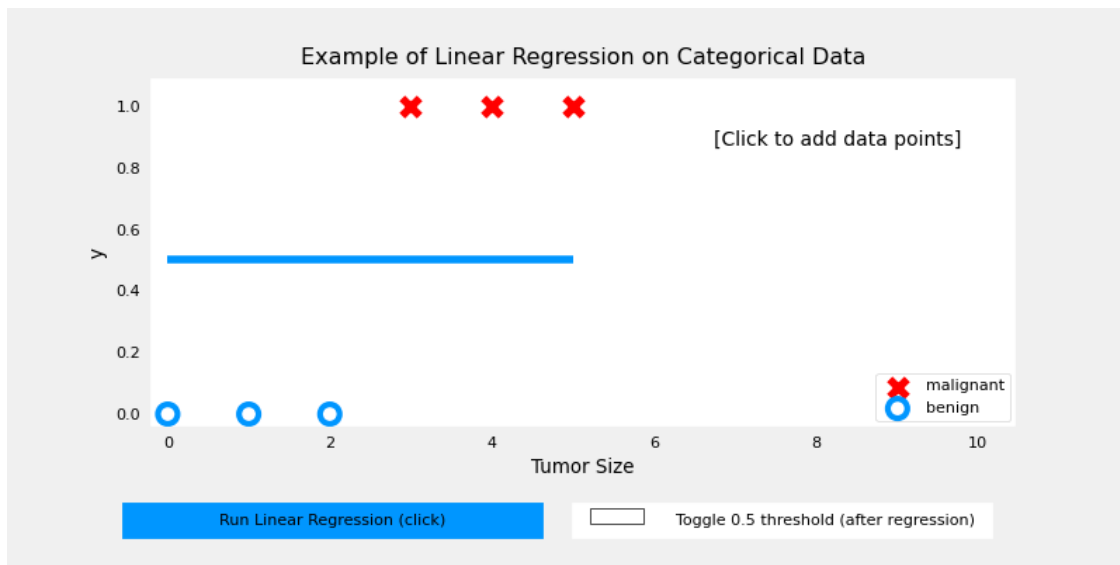 Example of Linear Regression on Categorical Data
1.0
[Click to add data points]
0.8
0.6
y
0.4
0.2
malignant
benign
0.0
0 2 4 6 8 10
Tumor Size
Run Linear Regression (click)
Toggle 0.5 threshold (after regression)